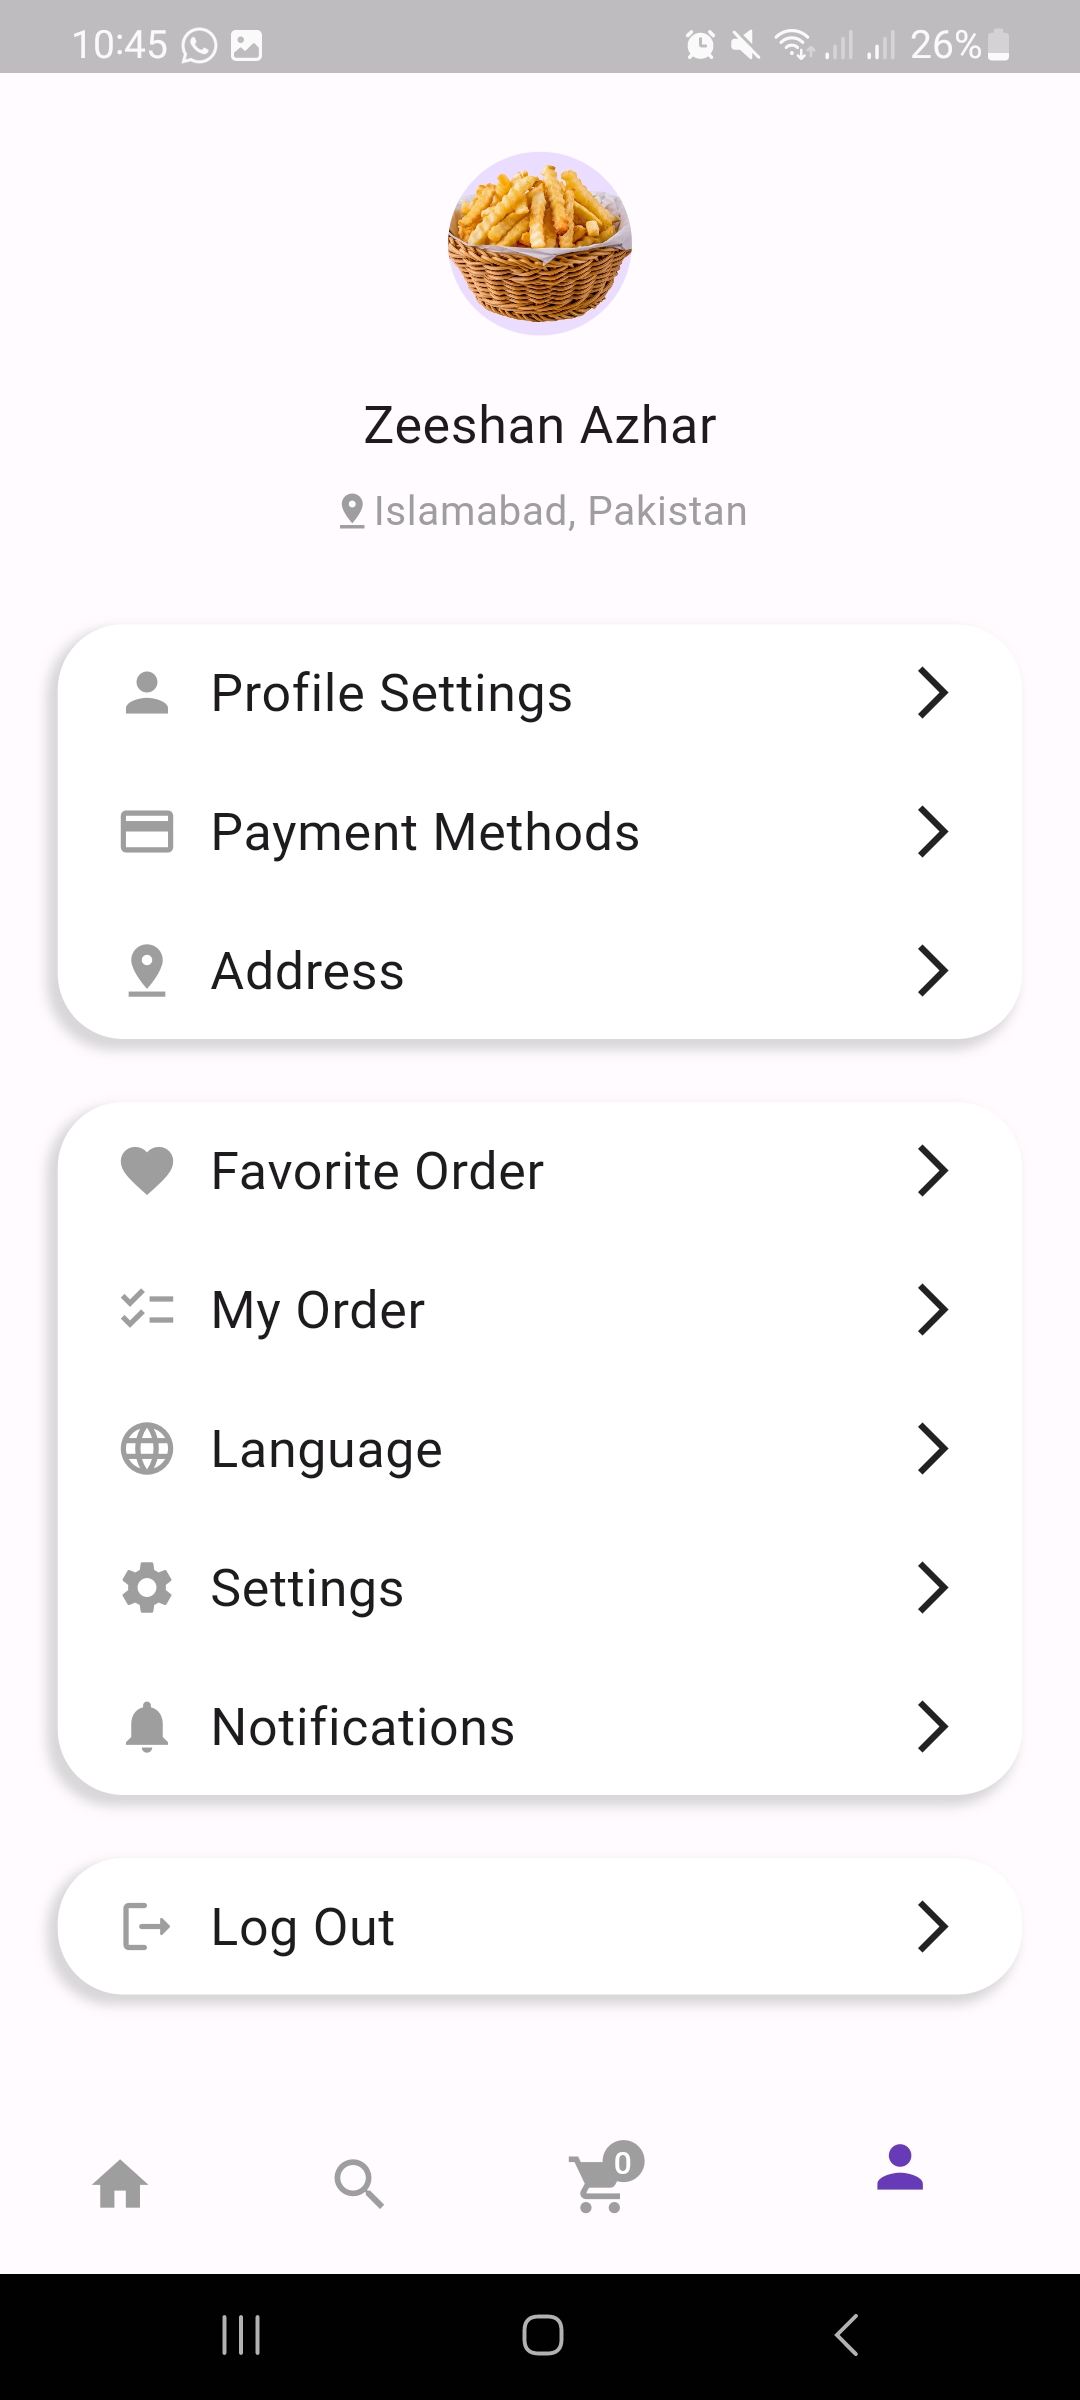 10:45 26%
Zeeshan Azhar
Islamabad, Pakistan
Profile Settings
Payment Methods
Address
Favorite Order
My Order
Language
Settings
Notifications
Log Out
0